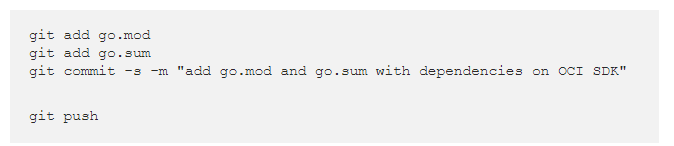 git add go.mod
git add go.sum
git commit -s -m "add go.mod and go.sum with dependencies on OCI SDK"
git push